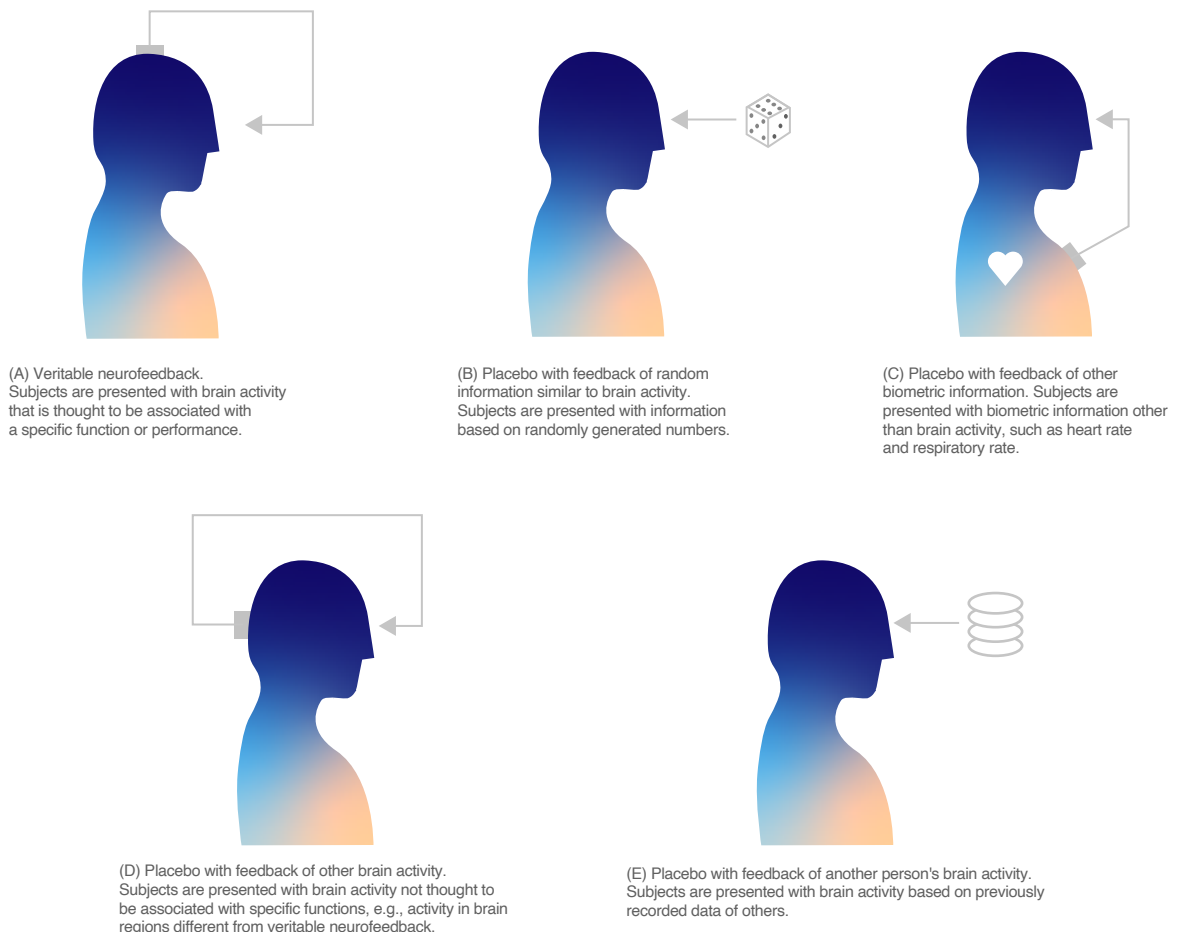 (A) Veritable neurofeedback.
Subjects are presented with brain activity
that is thought to be associated with
a specific function or performance.
(B) Placebo with feedback of random
information similar to brain activity.
Subjects are presented with information
based on randomly generated numbers.
(C) Placebo with feedback of other
biometric information. Subjects are
presented with biometric information other
than brain activity, such as heart rate
and respiratory rate.
(D) Placebo with feedback of other brain activity.
Subjects are presented with brain activity not thought to
be associated with specific functions, e.g., activity in brain
regions different from veritable neurofeedback.
(E) Placebo with feedback of another person's brain activity.
Subjects are presented with brain activity based on previously
recorded data of others.